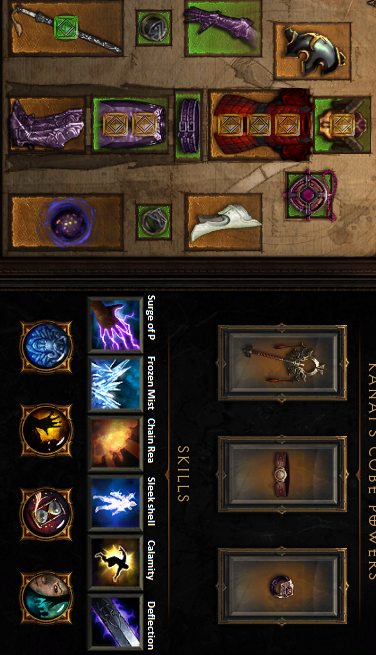 KANAI'S CUBE POWERS
SKILLS
Surge of P
Frozen Mist
Chain Rea
Sleek shell
Calamity
Deflection